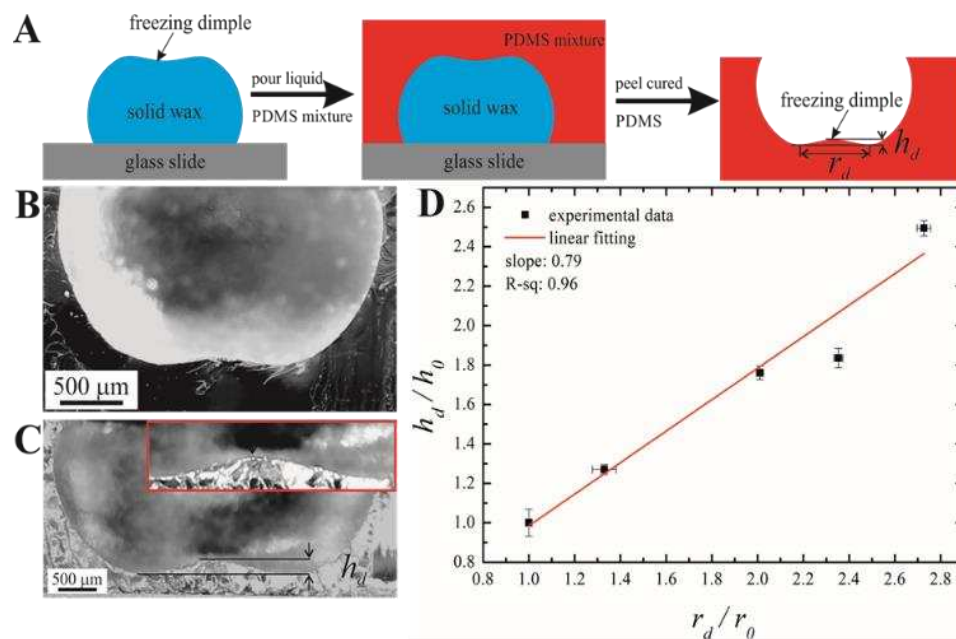 A
freezing dimple
solid wax
glass slide
pour liquid
PDMS mixture
PDMS mixture
solid wax
glass slide
peel cured
PDMS
freezing dimple
h_d
r_d
B
500 μm
C
500 μm
h_d
D
experimental data
linear fitting
slope: 0.79
R-sq: 0.96
2.6
2.4
2.2
2.0
1.8
1.6
1.4
1.2
1.0
0.8
h_d / h_0
0.8 1.0 1.2 1.4 1.6 1.8 2.0 2.2 2.4 2.6 2.8
r_d / r_0